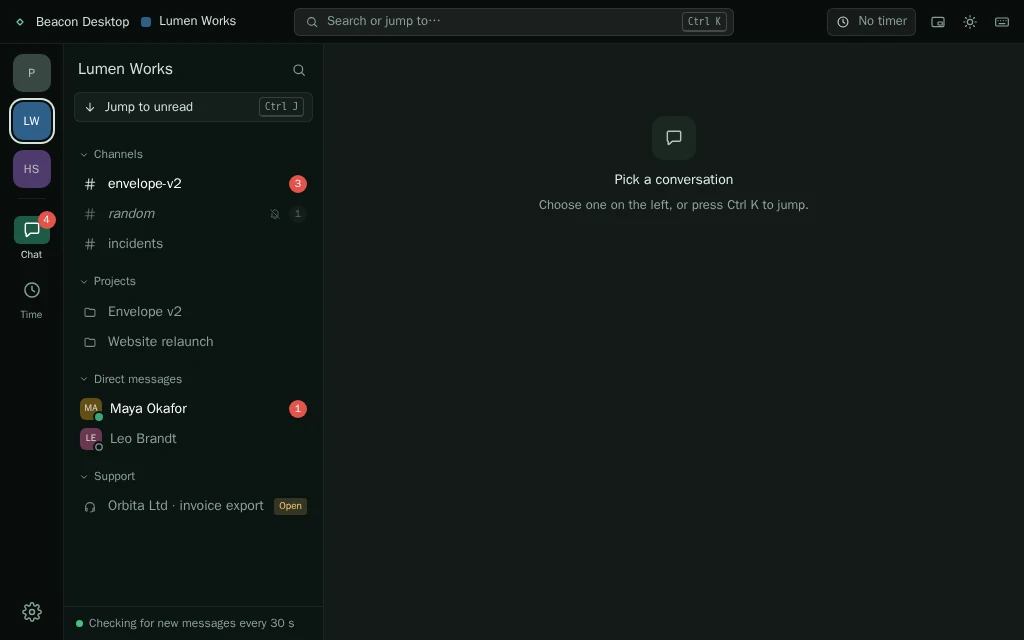 Beacon Desktop
Lumen Works
Search or jump to…
Ctrl K
No timer
P
LW
HS
4
Chat
Time
Lumen Works
Jump to unread
Ctrl J
Channels
# envelope-v2
3
# random
1
# incidents
Projects
Envelope v2
Website relaunch
Direct messages
MA
Maya Okafor
1
LE
Leo Brandt
Support
Orbita Ltd · invoice export
Open
Checking for new messages every 30 s
Pick a conversation
Choose one on the left, or press Ctrl K to jump.